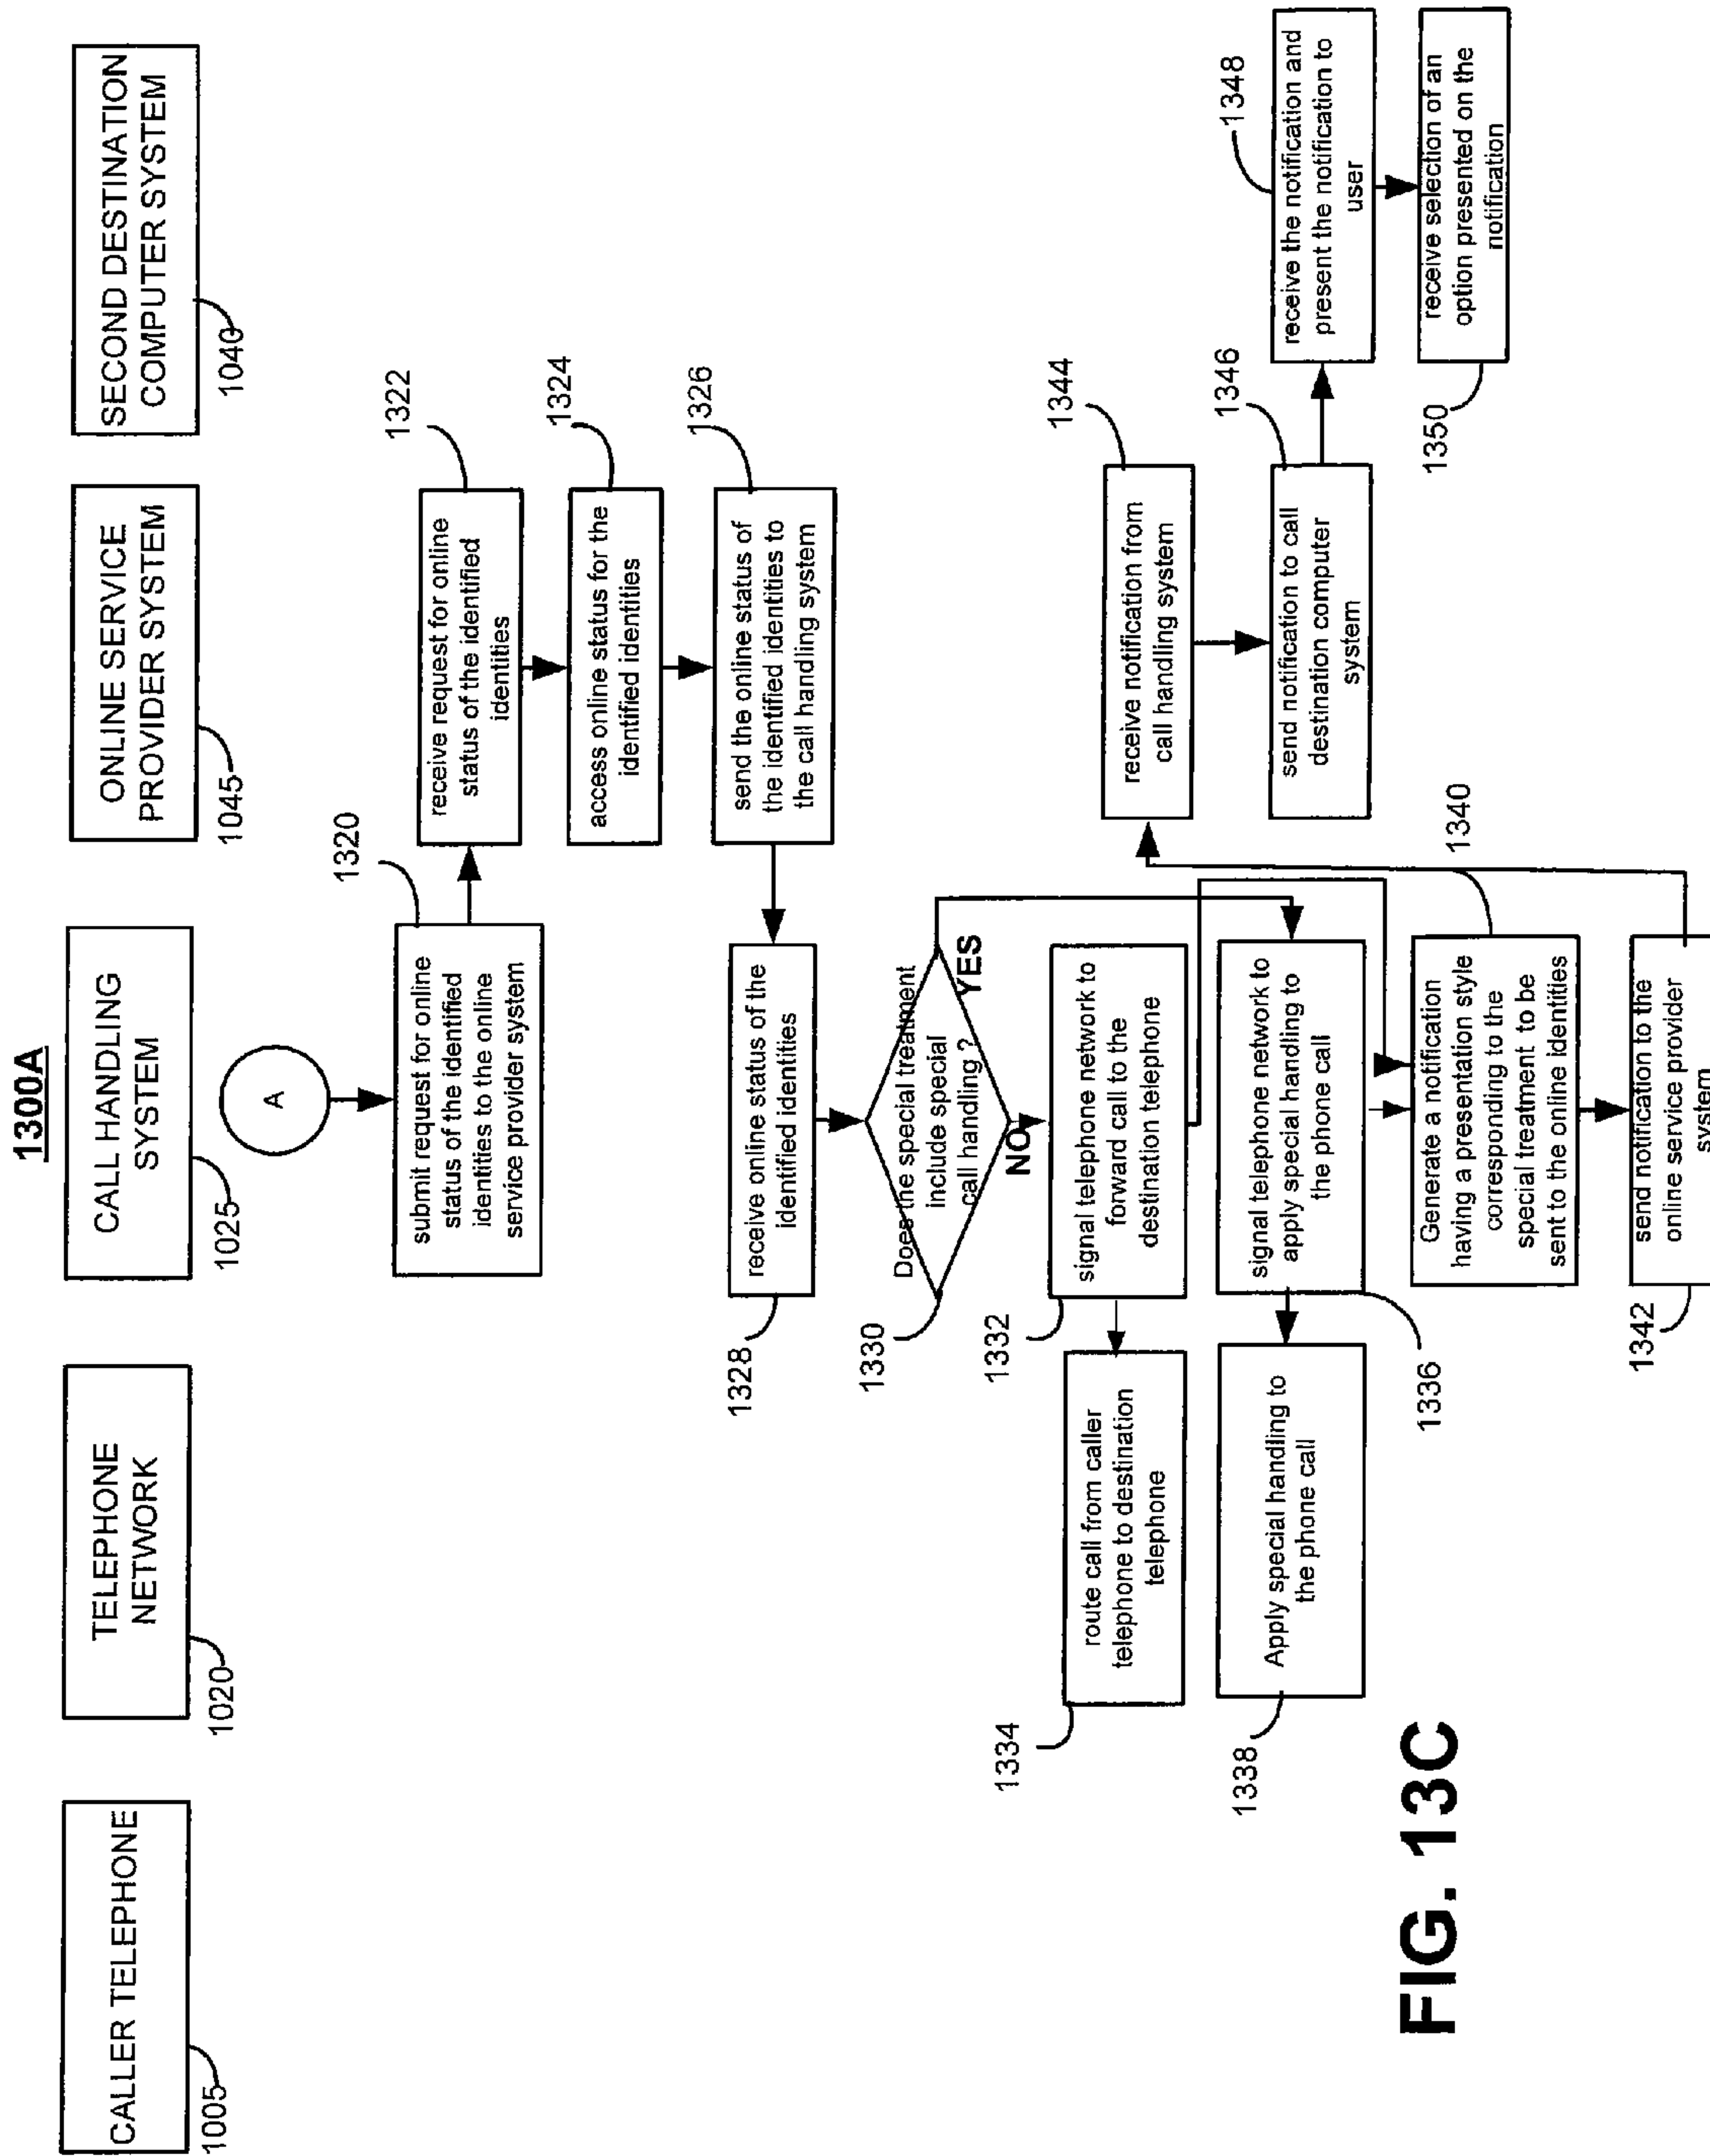 1300A
CALLER TELEPHONE
1005
TELEPHONE
NETWORK
1020
CALL HANDLING
SYSTEM
1025
ONLINE SERVICE
PROVIDER SYSTEM
1045
SECOND DESTINATION
COMPUTER SYSTEM
1040
A
1320
submit request for online
status of the identified
identities to the online
service provider system
1322
receive request for online
status of the identified
identities
1324
access online status for the
identified identities
1326
send the online status of
the identified identities to
the call handling system
1328
receive online status of the
identified identities
1330
Does the special treatment
include special
call handling ?
YES
NO
1332
signal telephone network to
forward call to the
destination telephone
1334
route call from caller
telephone to destination
telephone
1336
signal telephone network to
apply special handling to
the phone call
1338
Apply special handling to
the phone call
1340
Generate a notification
having a presentation style
corresponding to the
special treatment to be
sent to the online identities
1342
send notification to the
online service provider
system
1344
receive notification from
call handling system
1346
send notification to call
destination computer
system
1348
receive the notification and
present the notification to
user
1350
receive selection of an
option presented on the
notification
FIG. 13C